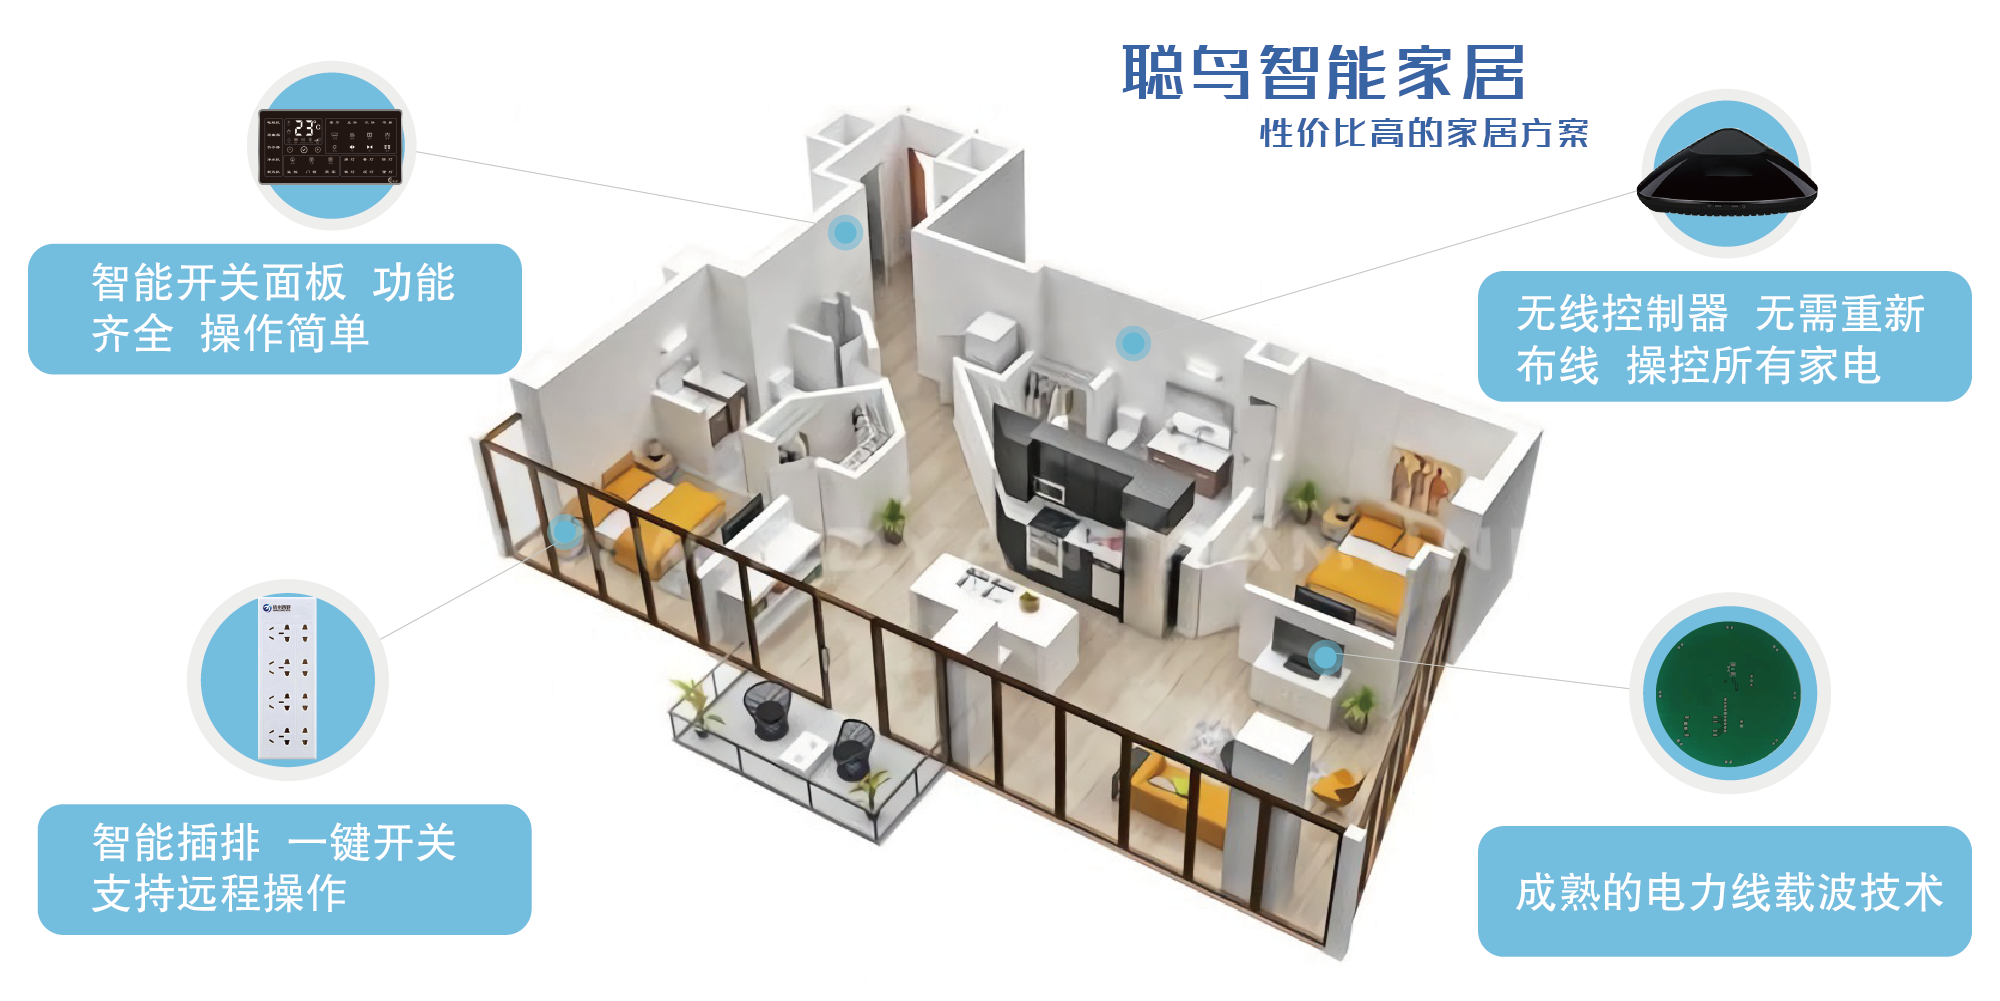 聪鸟智能家居
性价比高的家居方案
23°C
智能开关面板 功能
齐全 操作简单
无线控制器 无需重新
布线 操控所有家电
智能插排 一键开关
支持远程操作
成熟的电力线载波技术